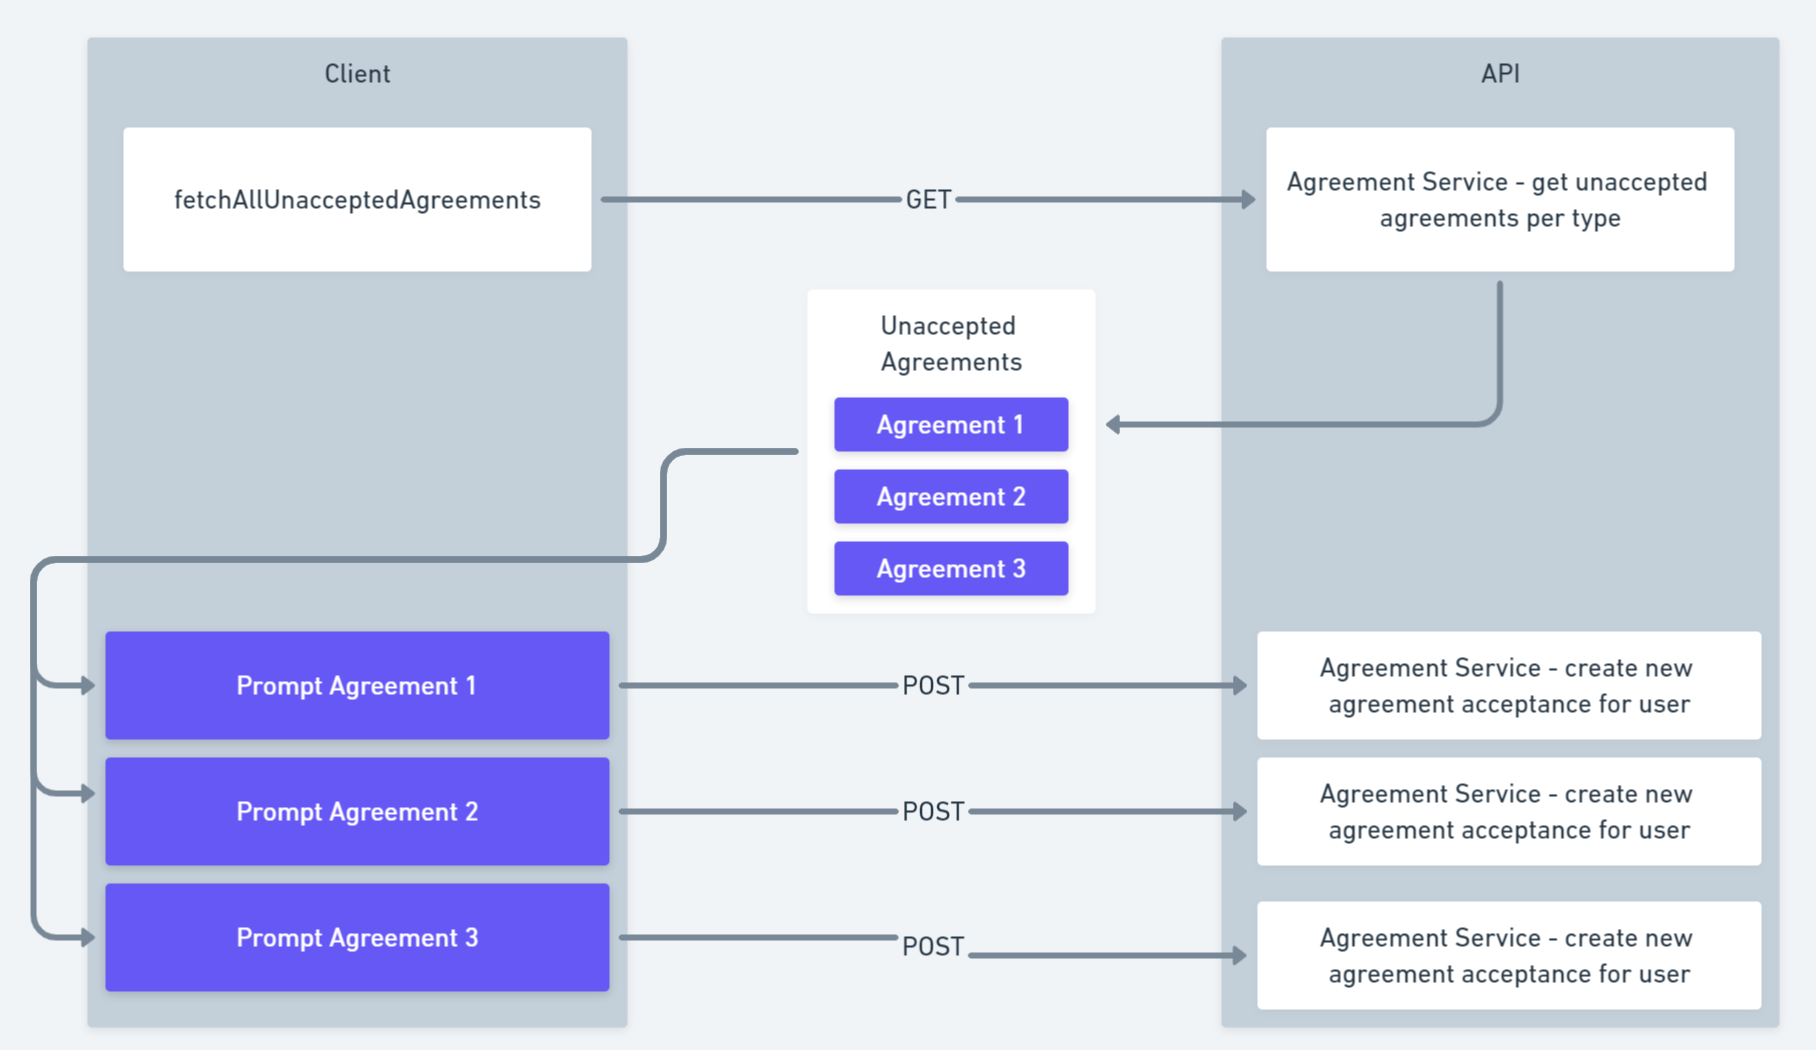 Client
API
fetchAllUnacceptedAgreements
GET
Agreement Service - get unaccepted
agreements per type
Unaccepted
Agreements
Agreement 1
Agreement 2
Agreement 3
Prompt Agreement 1
POST
Agreement Service - create new
agreement acceptance for user
Prompt Agreement 2
POST
Agreement Service - create new
agreement acceptance for user
Prompt Agreement 3
POST
Agreement Service - create new
agreement acceptance for user